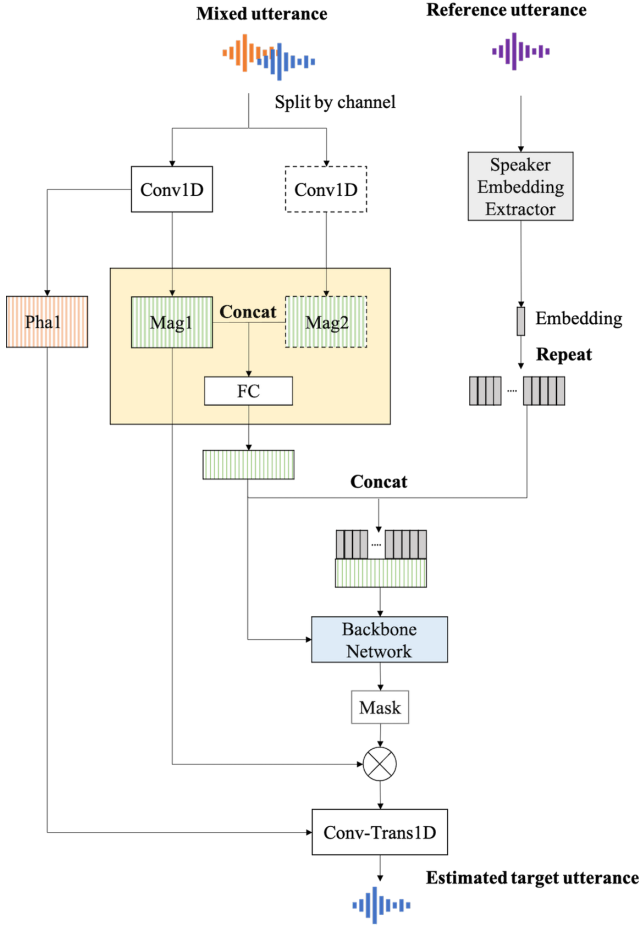 Mixed utterance
Reference utterance
Split by channel
Conv1D
Conv1D
Speaker
Embedding
Extractor
Pha1
Mag1
Concat
Mag2
Embedding
Repeat
....
FC
Concat
....
Backbone
Network
Mask
Conv-Trans1D
Estimated target utterance